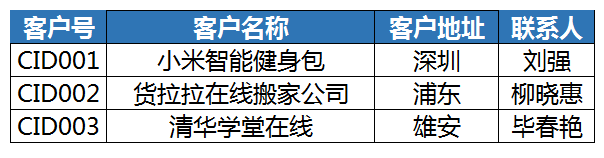 客户号 客户名称 客户地址 联系人
CID001 小米智能健身包 深圳 刘强
CID002 货拉拉在线搬家公司 浦东 柳晓惠
CID003 清华学堂在线 雄安 毕春艳